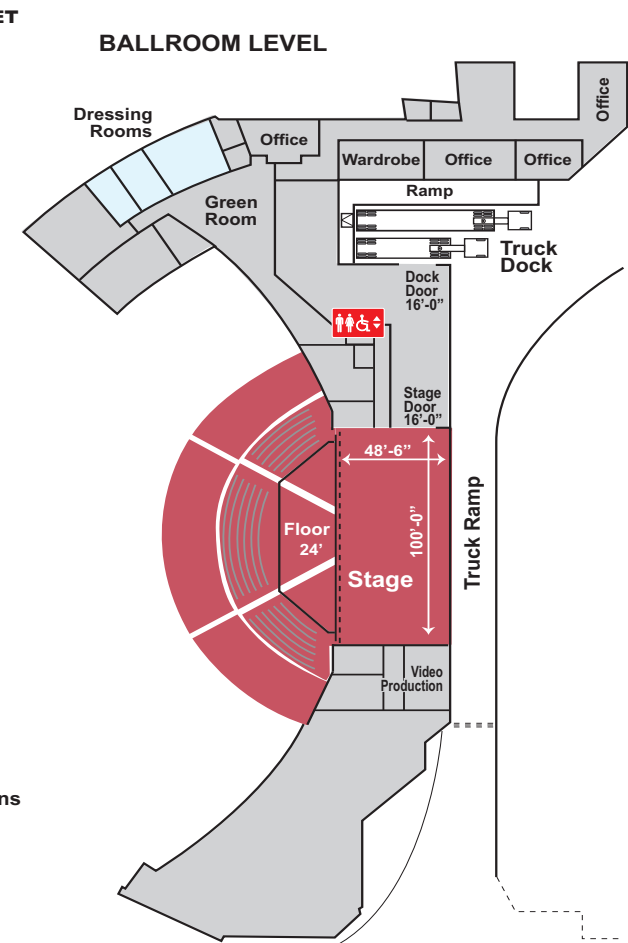 ET
BALLROOM LEVEL
Dressing
Rooms
Office
Office
Wardrobe
Office
Office
Ramp
Green
Room
Truck
Dock
Dock
Door
16'-0”
Stage
Door
16'-0”
48'-6”
100'-0”
Floor
24'
Stage
Truck Ramp
Video
Production
ns